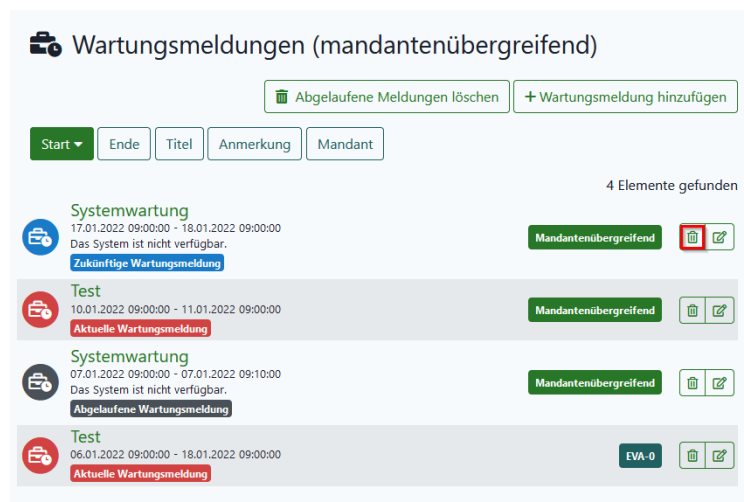 Wartungsmeldungen (mandantenübergreifend)
Abgelaufene Meldungen löschen
+ Wartungsmeldung hinzufügen
Start
Ende
Titel
Anmerkung
Mandant
4 Elemente gefunden
Systemwartung
17.01.2022 09:00:00 - 18.01.2022 09:00:00
Das System ist nicht verfügbar.
Zukünftige Wartungsmeldung
Mandantenübergreifend
Test
10.01.2022 09:00:00 - 11.01.2022 09:00:00
Aktuelle Wartungsmeldung
Mandantenübergreifend
Systemwartung
07.01.2022 09:00:00 - 07.01.2022 09:10:00
Das System ist nicht verfügbar.
Abgelaufene Wartungsmeldung
Mandantenübergreifend
Test
06.01.2022 09:00:00 - 18.01.2022 09:00:00
Aktuelle Wartungsmeldung
EVA-0